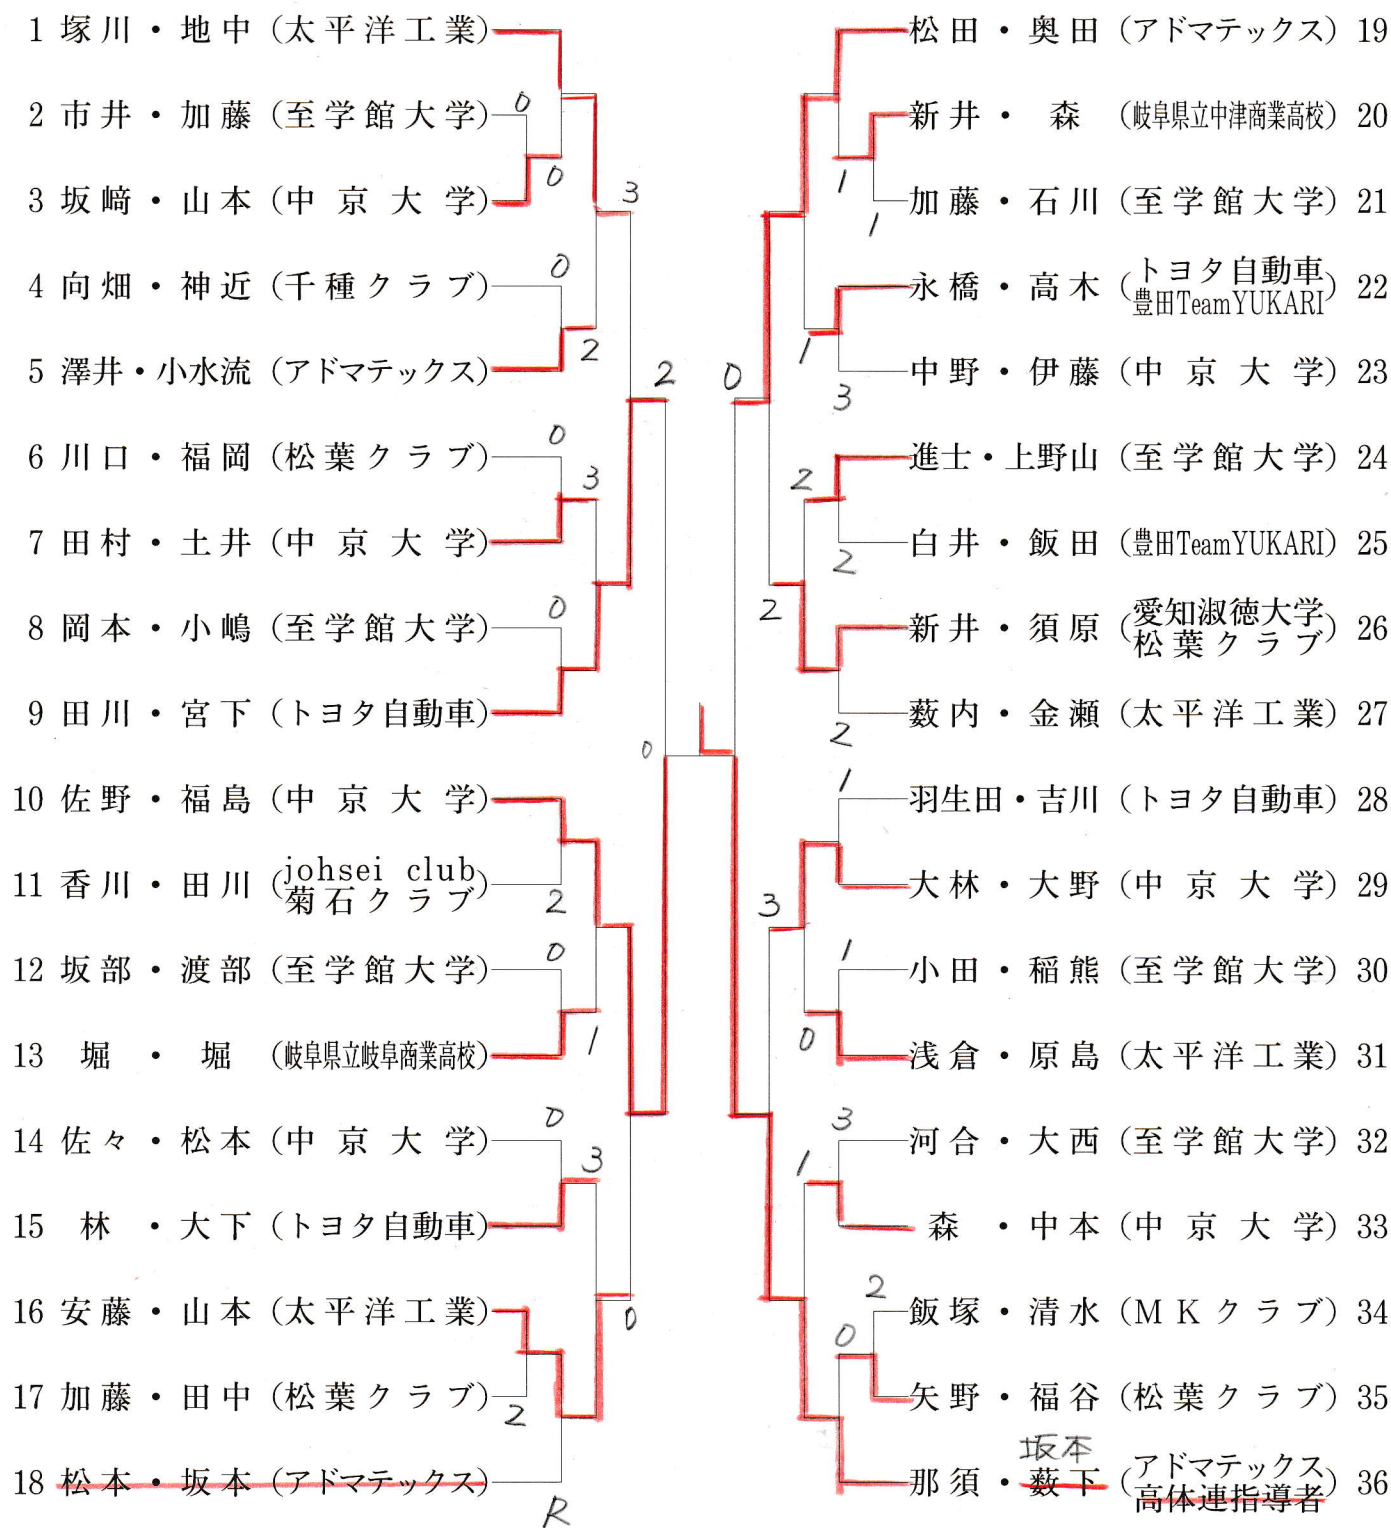 1 塚川・地中 (太平洋工業)
2 市井・加藤 (至学館大学)
0
3 坂﨑・山本 (中京大学)
0
3
4 向畑・神近 (千種クラブ)
0
5 澤井・小水流 (アドマテックス)
2
2
6 川口・福岡 (松葉クラブ)
0
3
7 田村・土井 (中京大学)
8 岡本・小嶋 (至学館大学)
0
9 田川・宮下 (トヨタ自動車)
0
10 佐野・福島 (中京大学)
11 香川・田川 (johsei club
菊石クラブ)
2
12 坂部・渡部 (至学館大学)
0
13 堀・堀 (岐阜県立岐阜商業高校)
1
14 佐々・松本 (中京大学)
0
3
15 林・大下 (トヨタ自動車)
16 安藤・山本 (太平洋工業)
0
17 加藤・田中 (松葉クラブ)
2
18 松本・坂本 (アドマテックス)
R
松田・奥田 (アドマテックス) 19
新井・森 (岐阜県立中津商業高校) 20
1
加藤・石川 (至学館大学) 21
1
永橋・高木 (トヨタ自動車
豊田TeamYUKARI) 22
1
0
中野・伊藤 (中京大学) 23
3
進士・上野山 (至学館大学) 24
2
白井・飯田 (豊田TeamYUKARI) 25
2
2
新井・須原 (愛知淑徳大学
松葉クラブ) 26
薮内・金瀬 (太平洋工業) 27
2
1
羽生田・吉川 (トヨタ自動車) 28
大林・大野 (中京大学) 29
3
1
小田・稲熊 (至学館大学) 30
0
浅倉・原島 (太平洋工業) 31
3
河合・大西 (至学館大学) 32
1
森・中本 (中京大学) 33
2
飯塚・清水 (MKクラブ) 34
0
矢野・福谷 (松葉クラブ) 35
坂本
那須・薮下 (アドマテックス
高体連指導者) 36